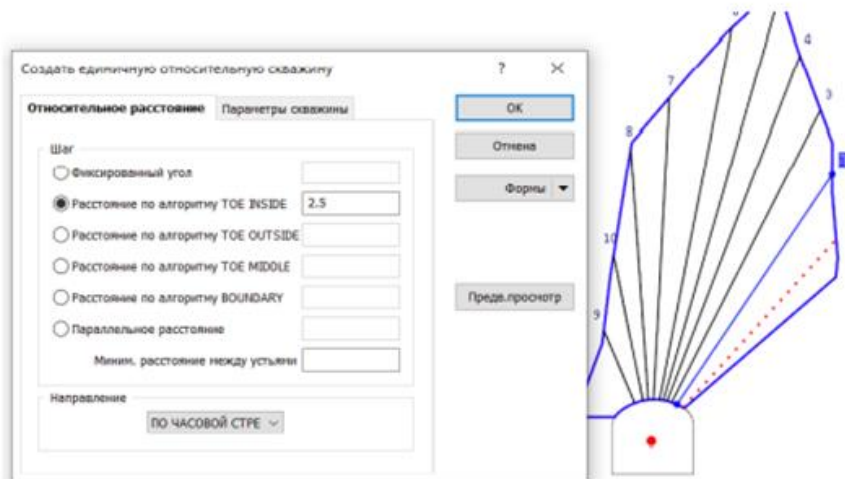 Создать единичную относительную скважину
?
Относительное расстояние
Параметры скважины
OK
Отмена
Формы
Предв.просмотр
Шаг
Фиксированный угол
Расстояние по алгоритму TOE INSIDE
2.5
Расстояние по алгоритму TOE OUTSIDE
Расстояние по алгоритму TOE MIDDLE
Расстояние по алгоритму BOUNDARY
Параллельное расстояние
Миним. расстояние между устьями
Направление
ПО ЧАСОВОЙ СТРЕ
4
7
8
10
9